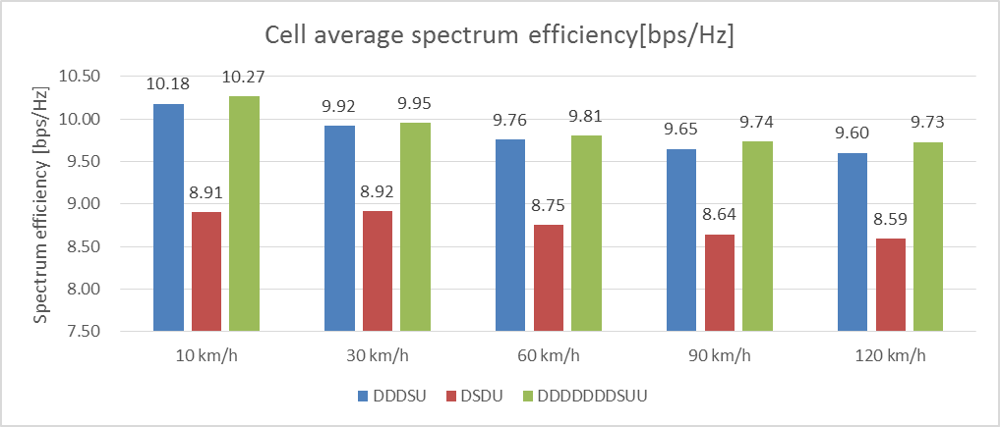 Cell average spectrum efficiency[bps/Hz]
Spectrum efficiency [bps/Hz]
10.50
10.00
9.50
9.00
8.50
8.00
7.50
10.18 8.91 10.27
9.92 8.92 9.95
9.76 8.75 9.81
9.65 8.64 9.74
9.60 8.59 9.73
10 km/h 30 km/h 60 km/h 90 km/h 120 km/h
DDDSU DSDU DDDDDDDSUU